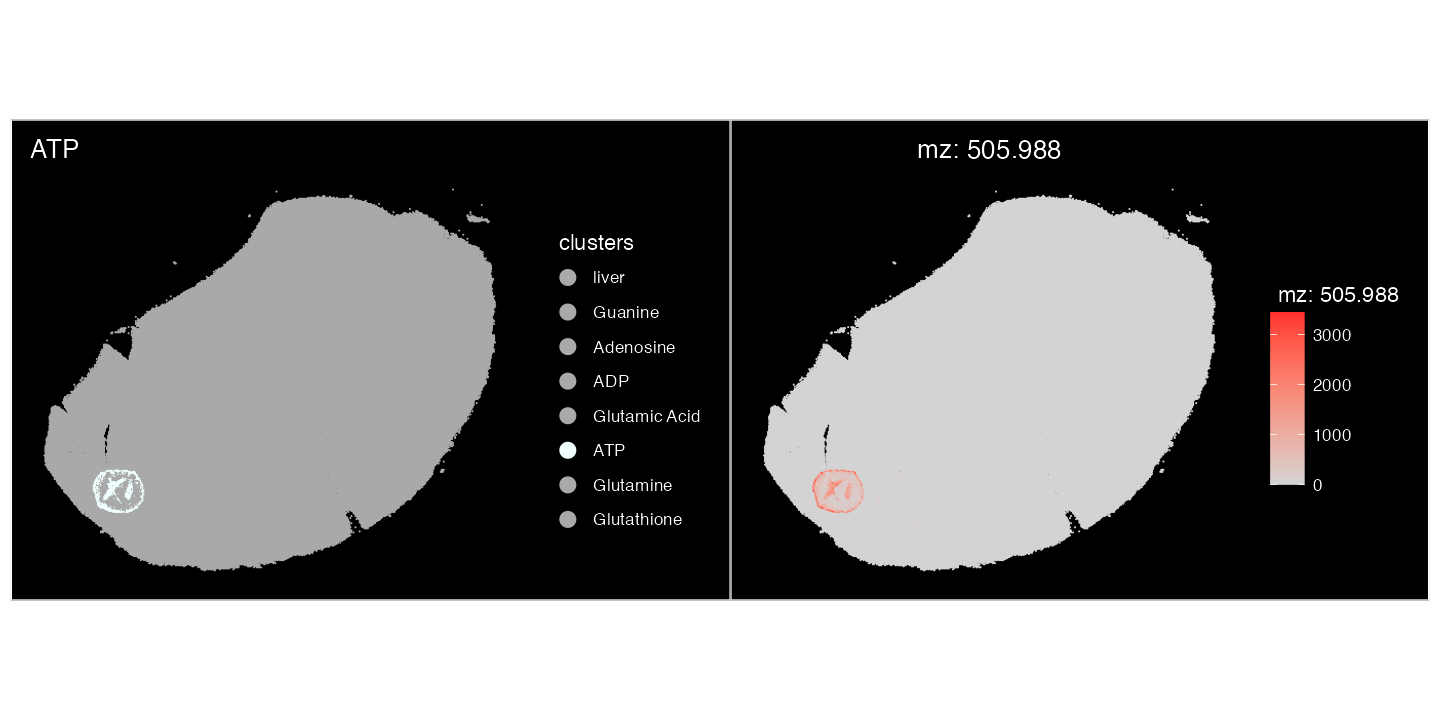 ATP
clusters
liver
Guanine
Adenosine
ADP
Glutamic Acid
ATP
Glutamine
Glutathione
mz: 505.988
mz: 505.988
3000
2000
1000
0